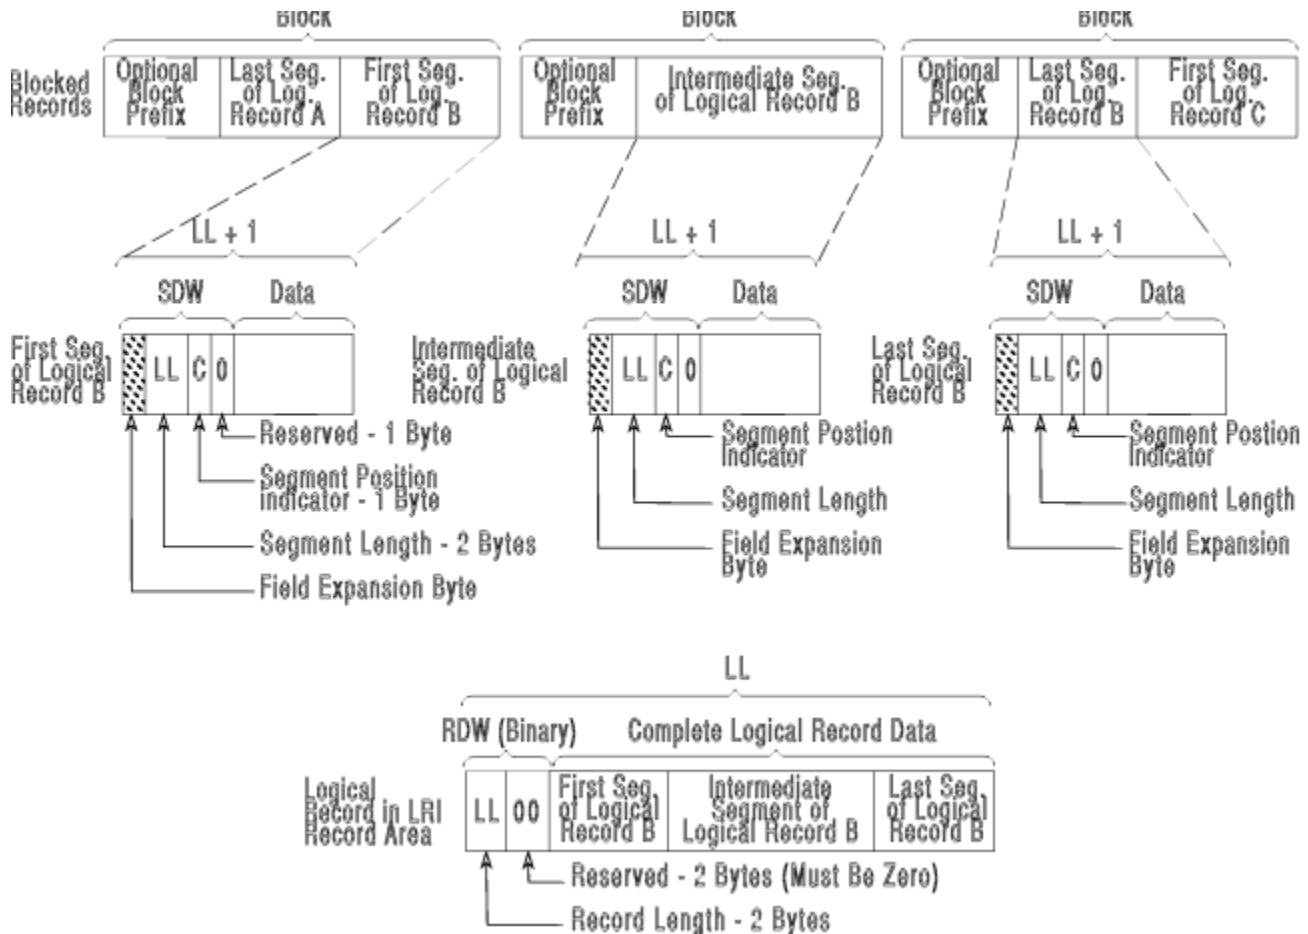 Block
Block
Block
Blocked
Records
Optional
Block
Prefix
Last Seg.
of Log.
Record A
First Seg.
of Log.
Record B
Optional
Block
Prefix
Intermediate Seg.
of Logical Record B
Optional
Block
Prefix
Last Seg.
of Log.
Record B
First Seg.
of Log.
Record C
LL + 1
LL + 1
LL + 1
SDW
Data
SDW
Data
SDW
Data
First Seg.
of Logical
Record B
LL C 0
Intermediate
Seg. of Logical
Record B
LL C 0
Last Seg.
of Logical
Record B
LL C 0
Reserved - 1 Byte
Segment Position
indicator - 1 Byte
Segment Length - 2 Bytes
Field Expansion Byte
Segment Postion
Indicator
Segment Length
Field Expansion
Byte
Segment Postion
Indicator
Segment Length
Field Expansion
Byte
LL
RDW (Binary)
Complete Logical Record Data
Logical
Record in LRI
Record Area
LL 00
First Seg.
of Logical
Record B
Intermediate
Segment of
Logical Record B
Last Seg.
of Logical
Record B
Reserved - 2 Bytes (Must Be Zero)
Record Length - 2 Bytes